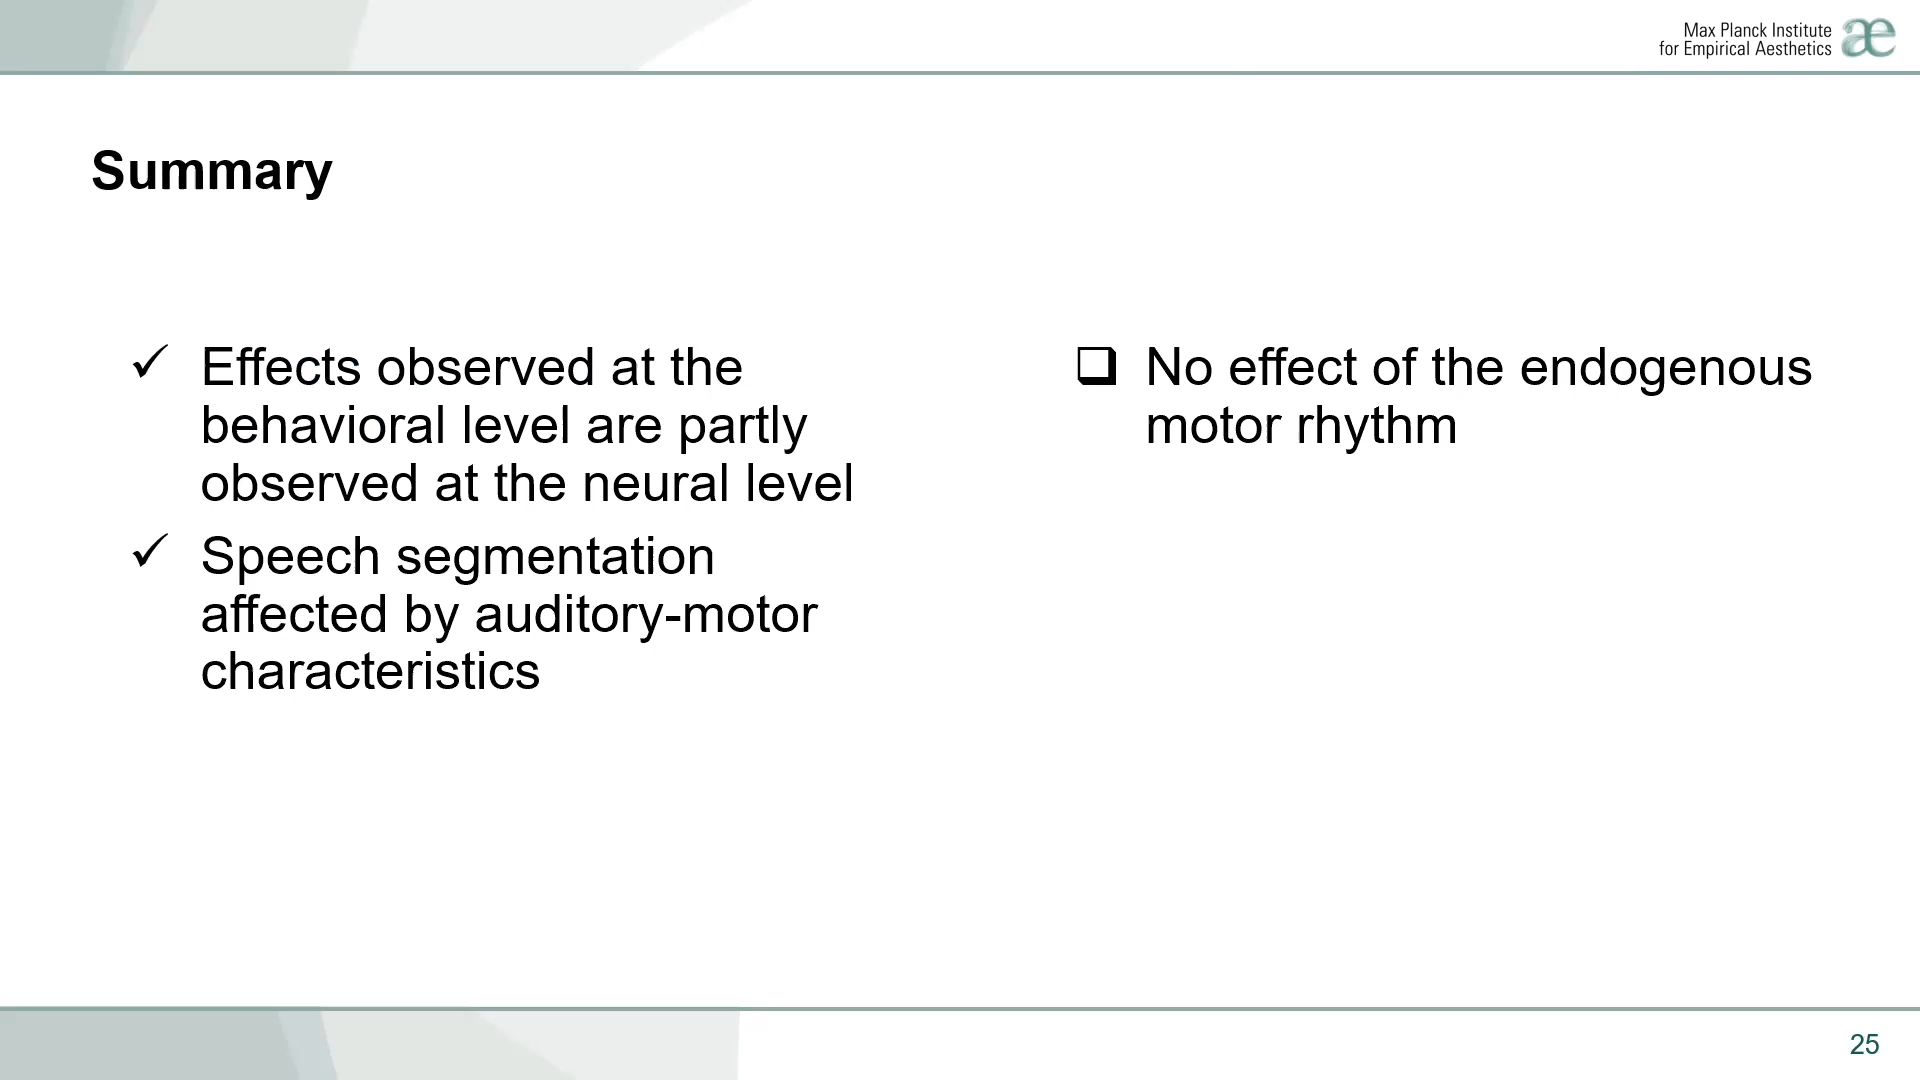 Max Planck Institute
for Empirical Aesthetics
æ
Summary
Effects observed at the
behavioral level are partly
observed at the neural level
Speech segmentation
affected by auditory-motor
characteristics
No effect of the endogenous
motor rhythm
25